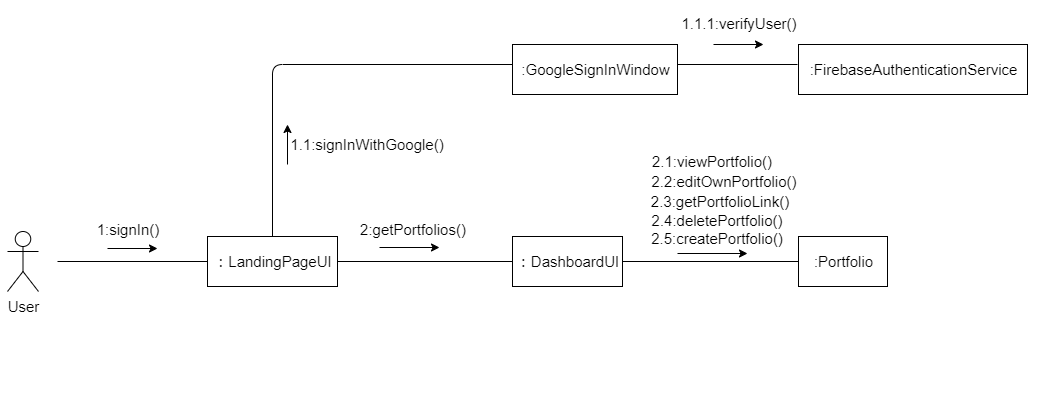 1.1.1:verifyUser()
:GoogleSignInWindow
:FirebaseAuthenticationService
1.1:signInWithGoogle()
2.1:viewPortfolio()
2.2:editOwnPortfolio()
2.3:getPortfolioLink()
2.4:deletePortfolio()
2.5:createPortfolio()
1:signIn()
2:getPortfolios()
: LandingPageUI
: DashboardUI
:Portfolio
User